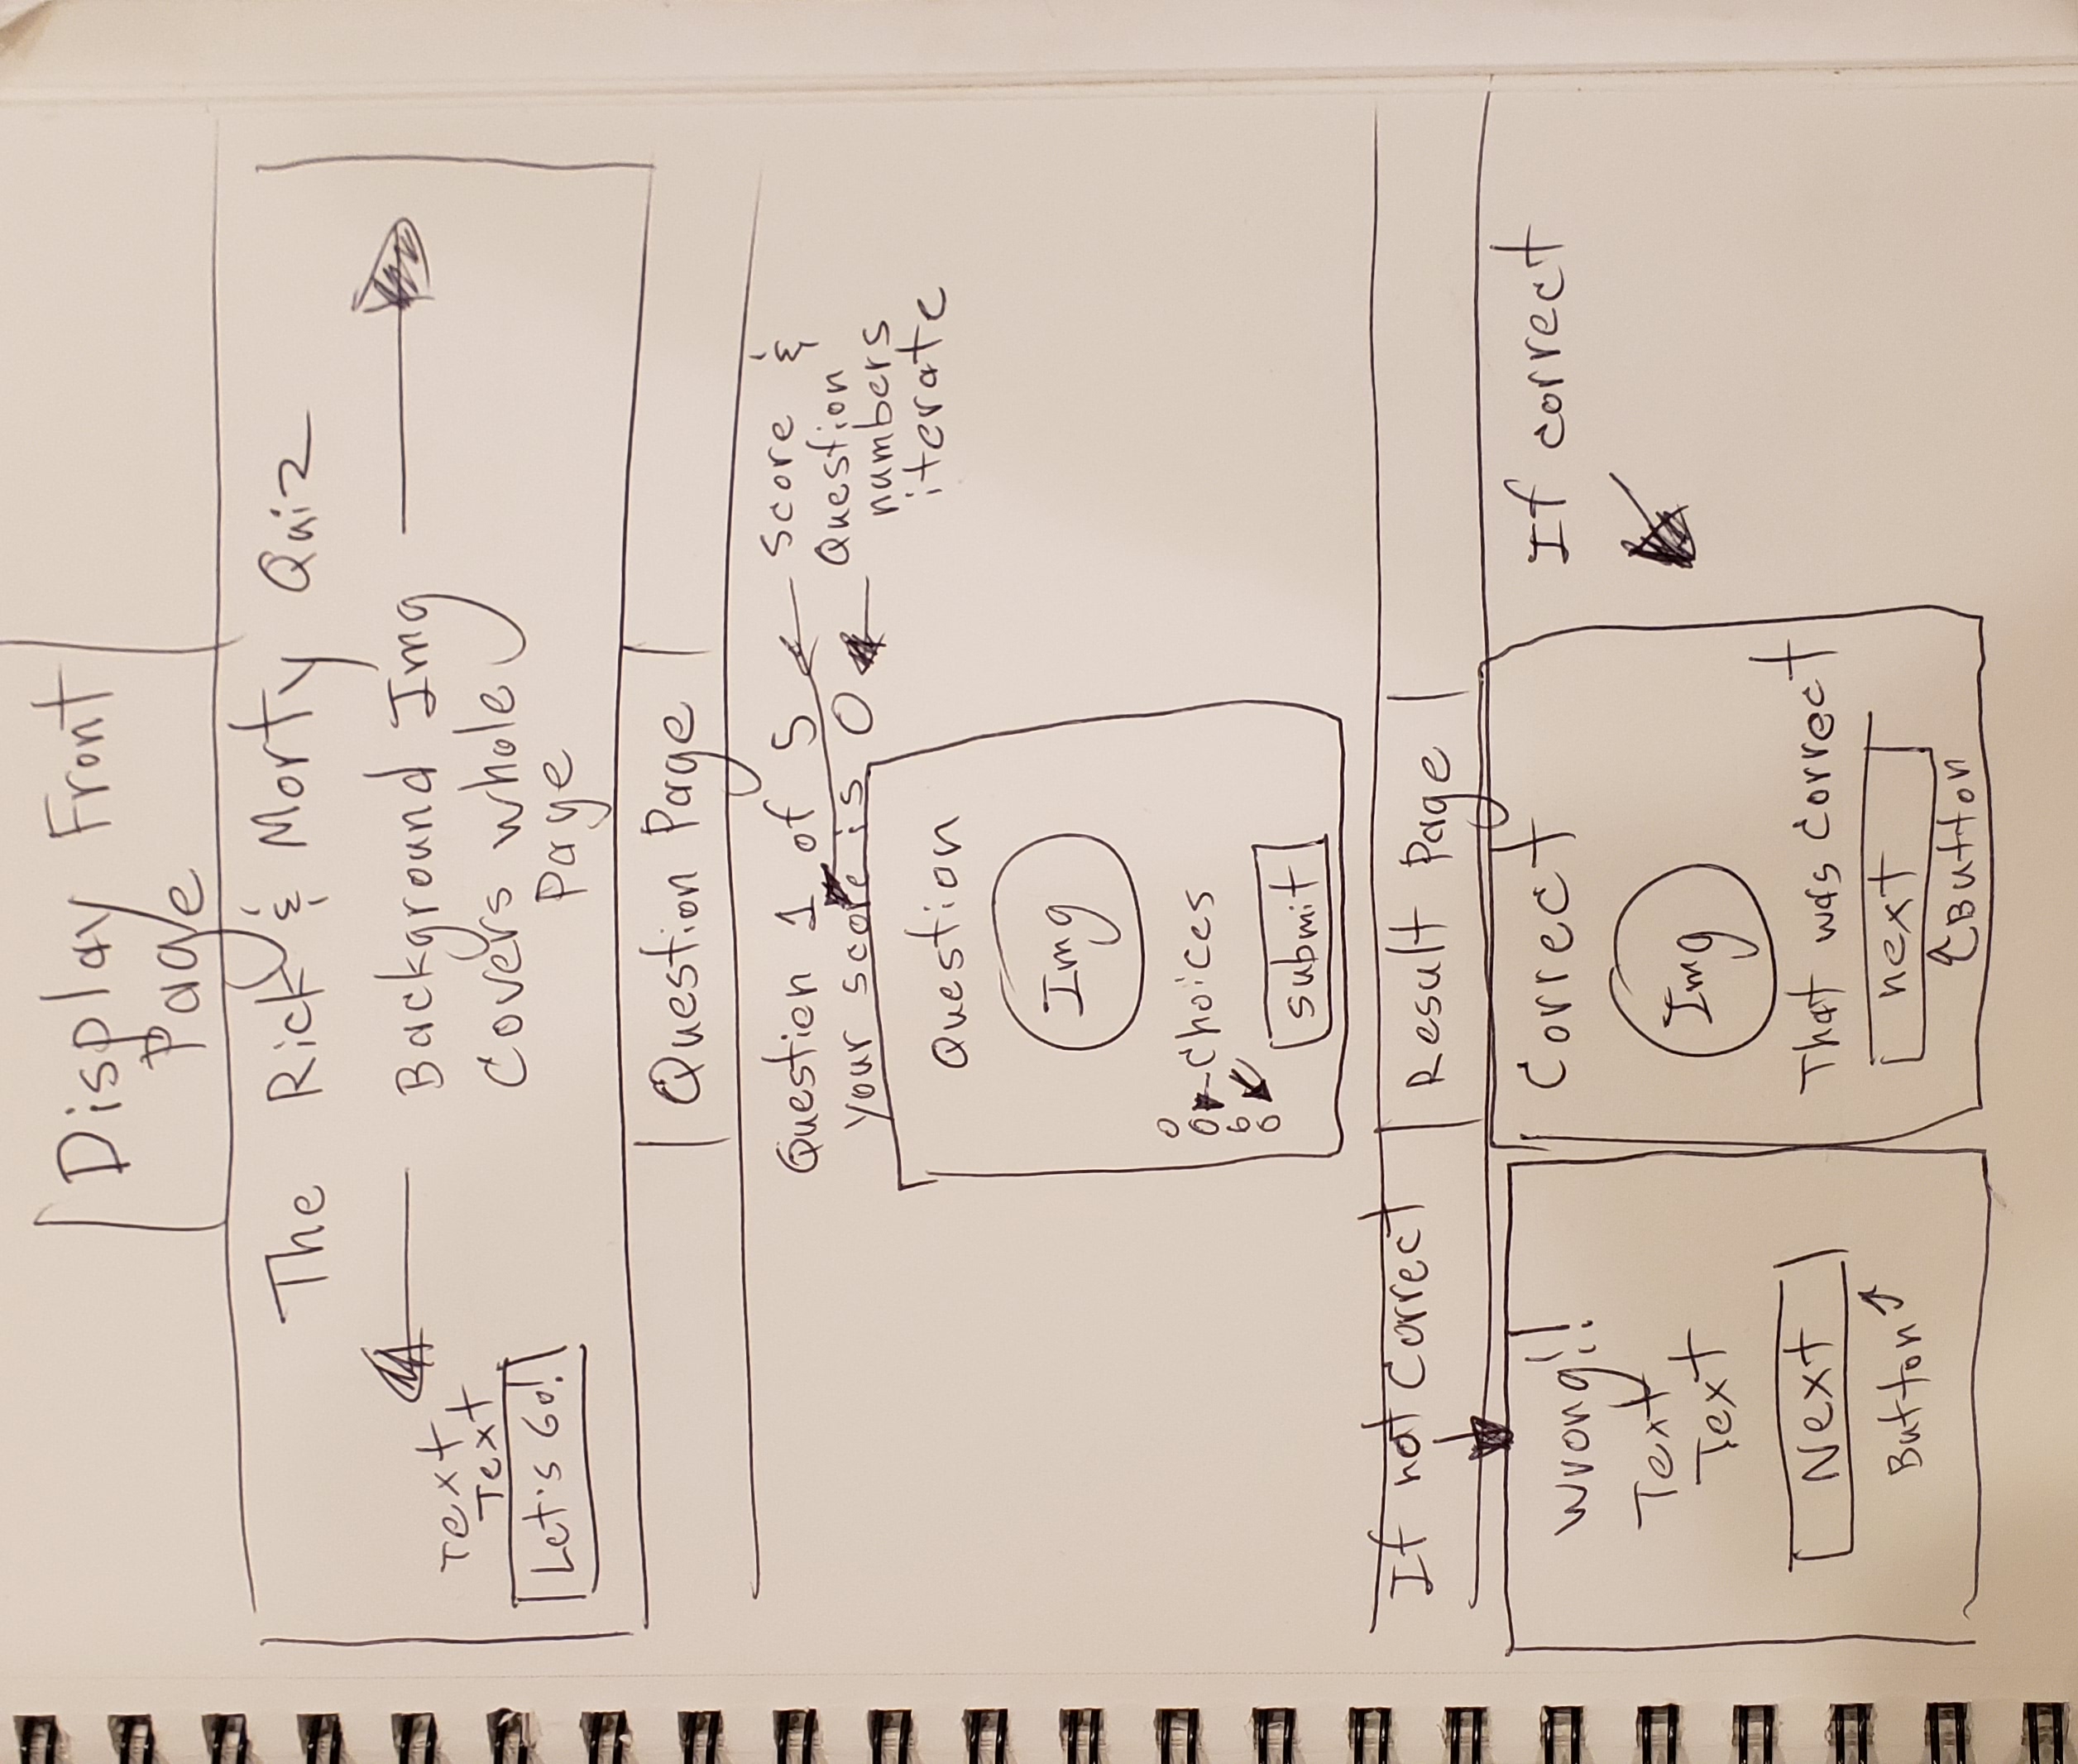 Display Front
Page
The Rick & Morty Quiz
Background Img
Covers whole
Page
Text
Text
Let's Go!
Question Page
Question 1 of 5
your score is 0
Score &
Question
numbers
iterate
Question
Img
Choices
submit
If not Correct
Result Page
Wrong!!
Text
Text
Next
Button
Correct
Img
That was Correct
next
Button
If correct